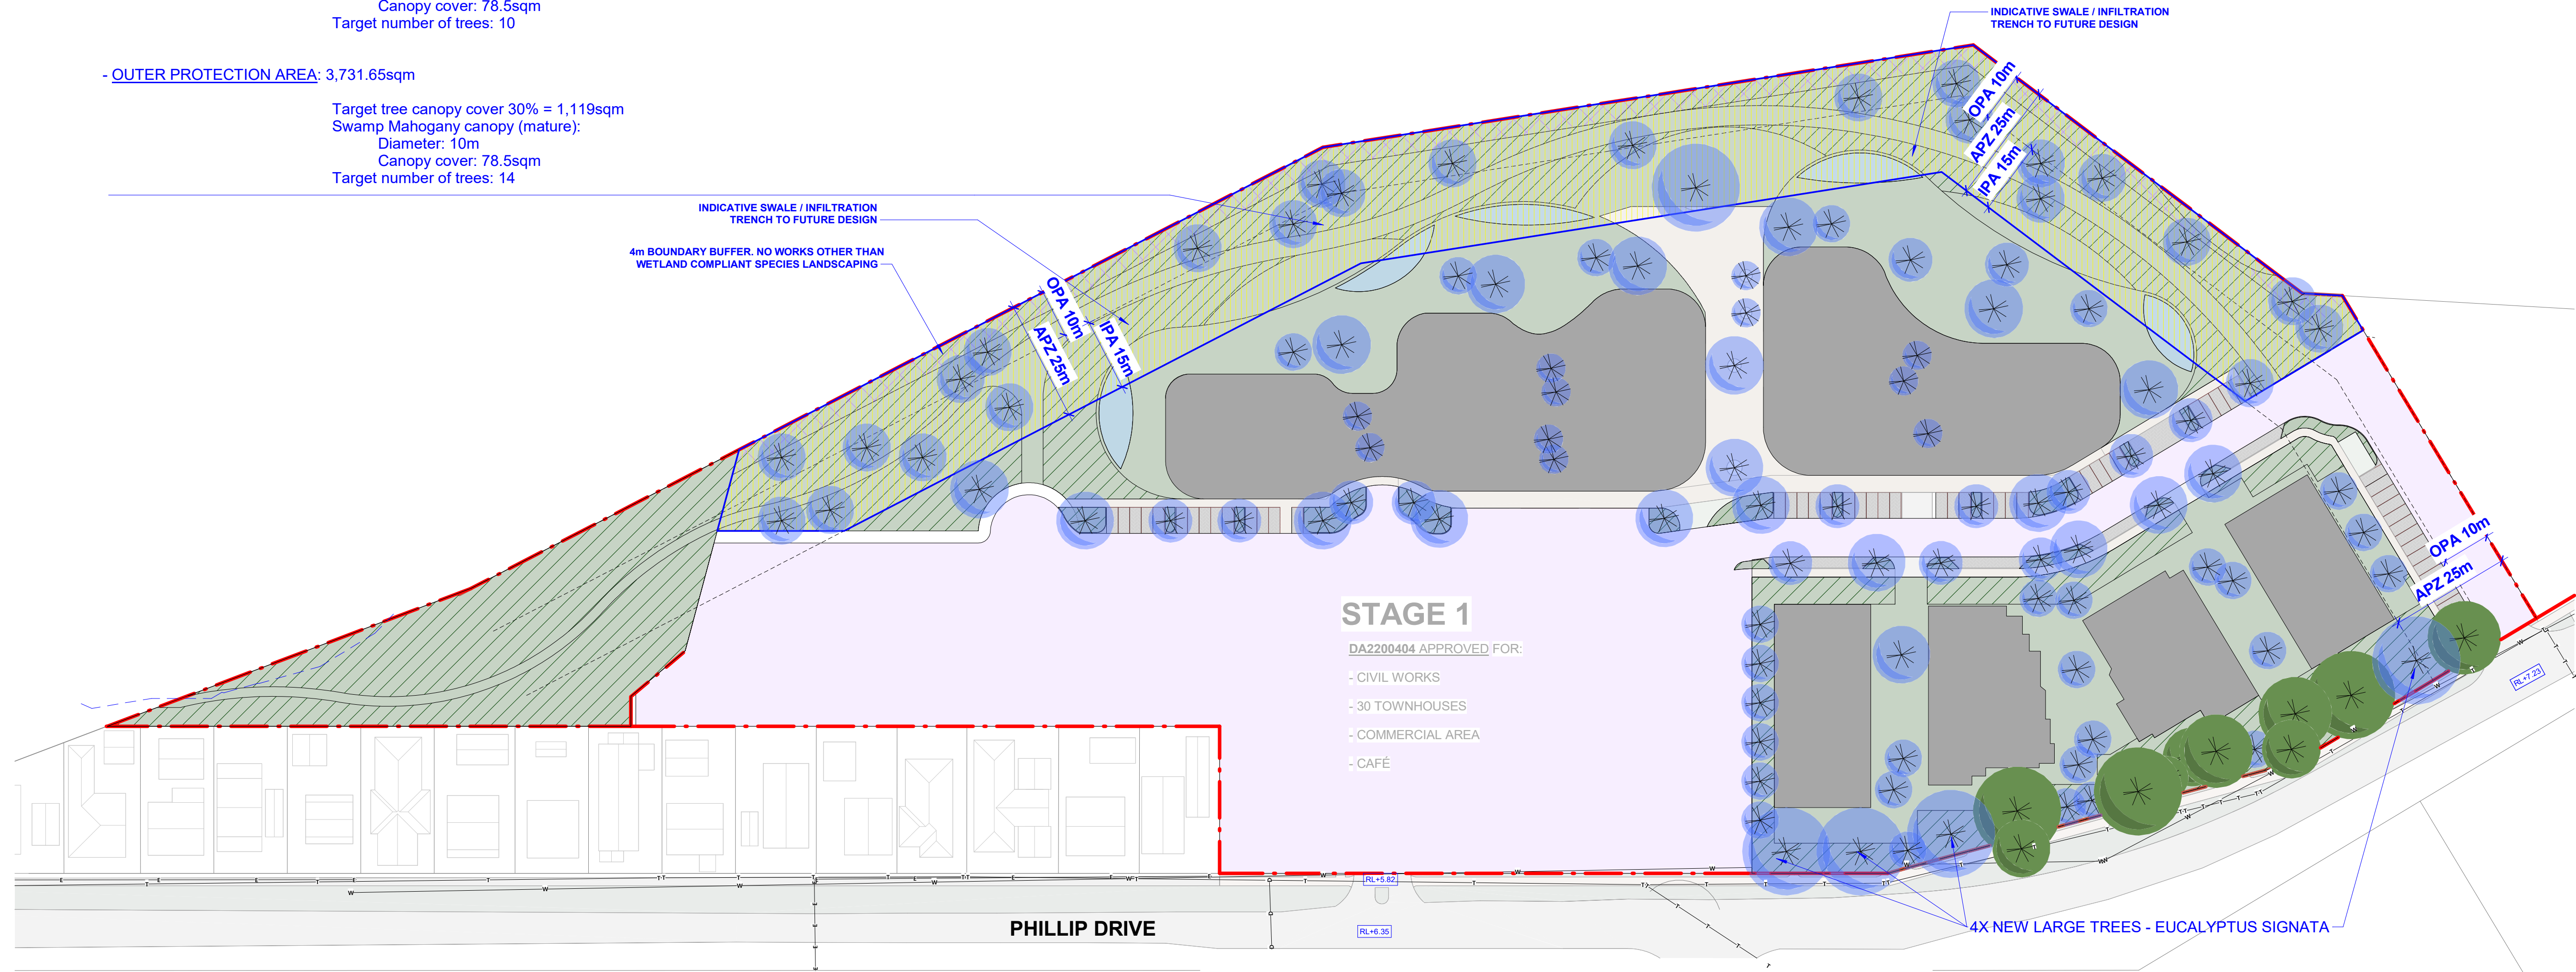 Canopy cover: 78.5sqm
Target number of trees: 10
- OUTER PROTECTION AREA: 3,731.65sqm
Target tree canopy cover 30% = 1,119sqm
Swamp Mahogany canopy (mature):
Diameter: 10m
Canopy cover: 78.5sqm
Target number of trees: 14
INDICATIVE SWALE / INFILTRATION
TRENCH TO FUTURE DESIGN
INDICATIVE SWALE / INFILTRATION
TRENCH TO FUTURE DESIGN
4m BOUNDARY BUFFER. NO WORKS OTHER THAN
WETLAND COMPLIANT SPECIES LANDSCAPING
OPA 10m
APZ 25m
IPA 15m
OPA 10m
APZ 25m
IPA 15m
OPA 10m
APZ 25m
STAGE 1
DA2200404 APPROVED FOR:
- CIVIL WORKS
- 30 TOWNHOUSES
- COMMERCIAL AREA
- CAFÉ
RL+7.23
RL+5.82
RL+6.35
PHILLIP DRIVE
4X NEW LARGE TREES - EUCALYPTUS SIGNATA